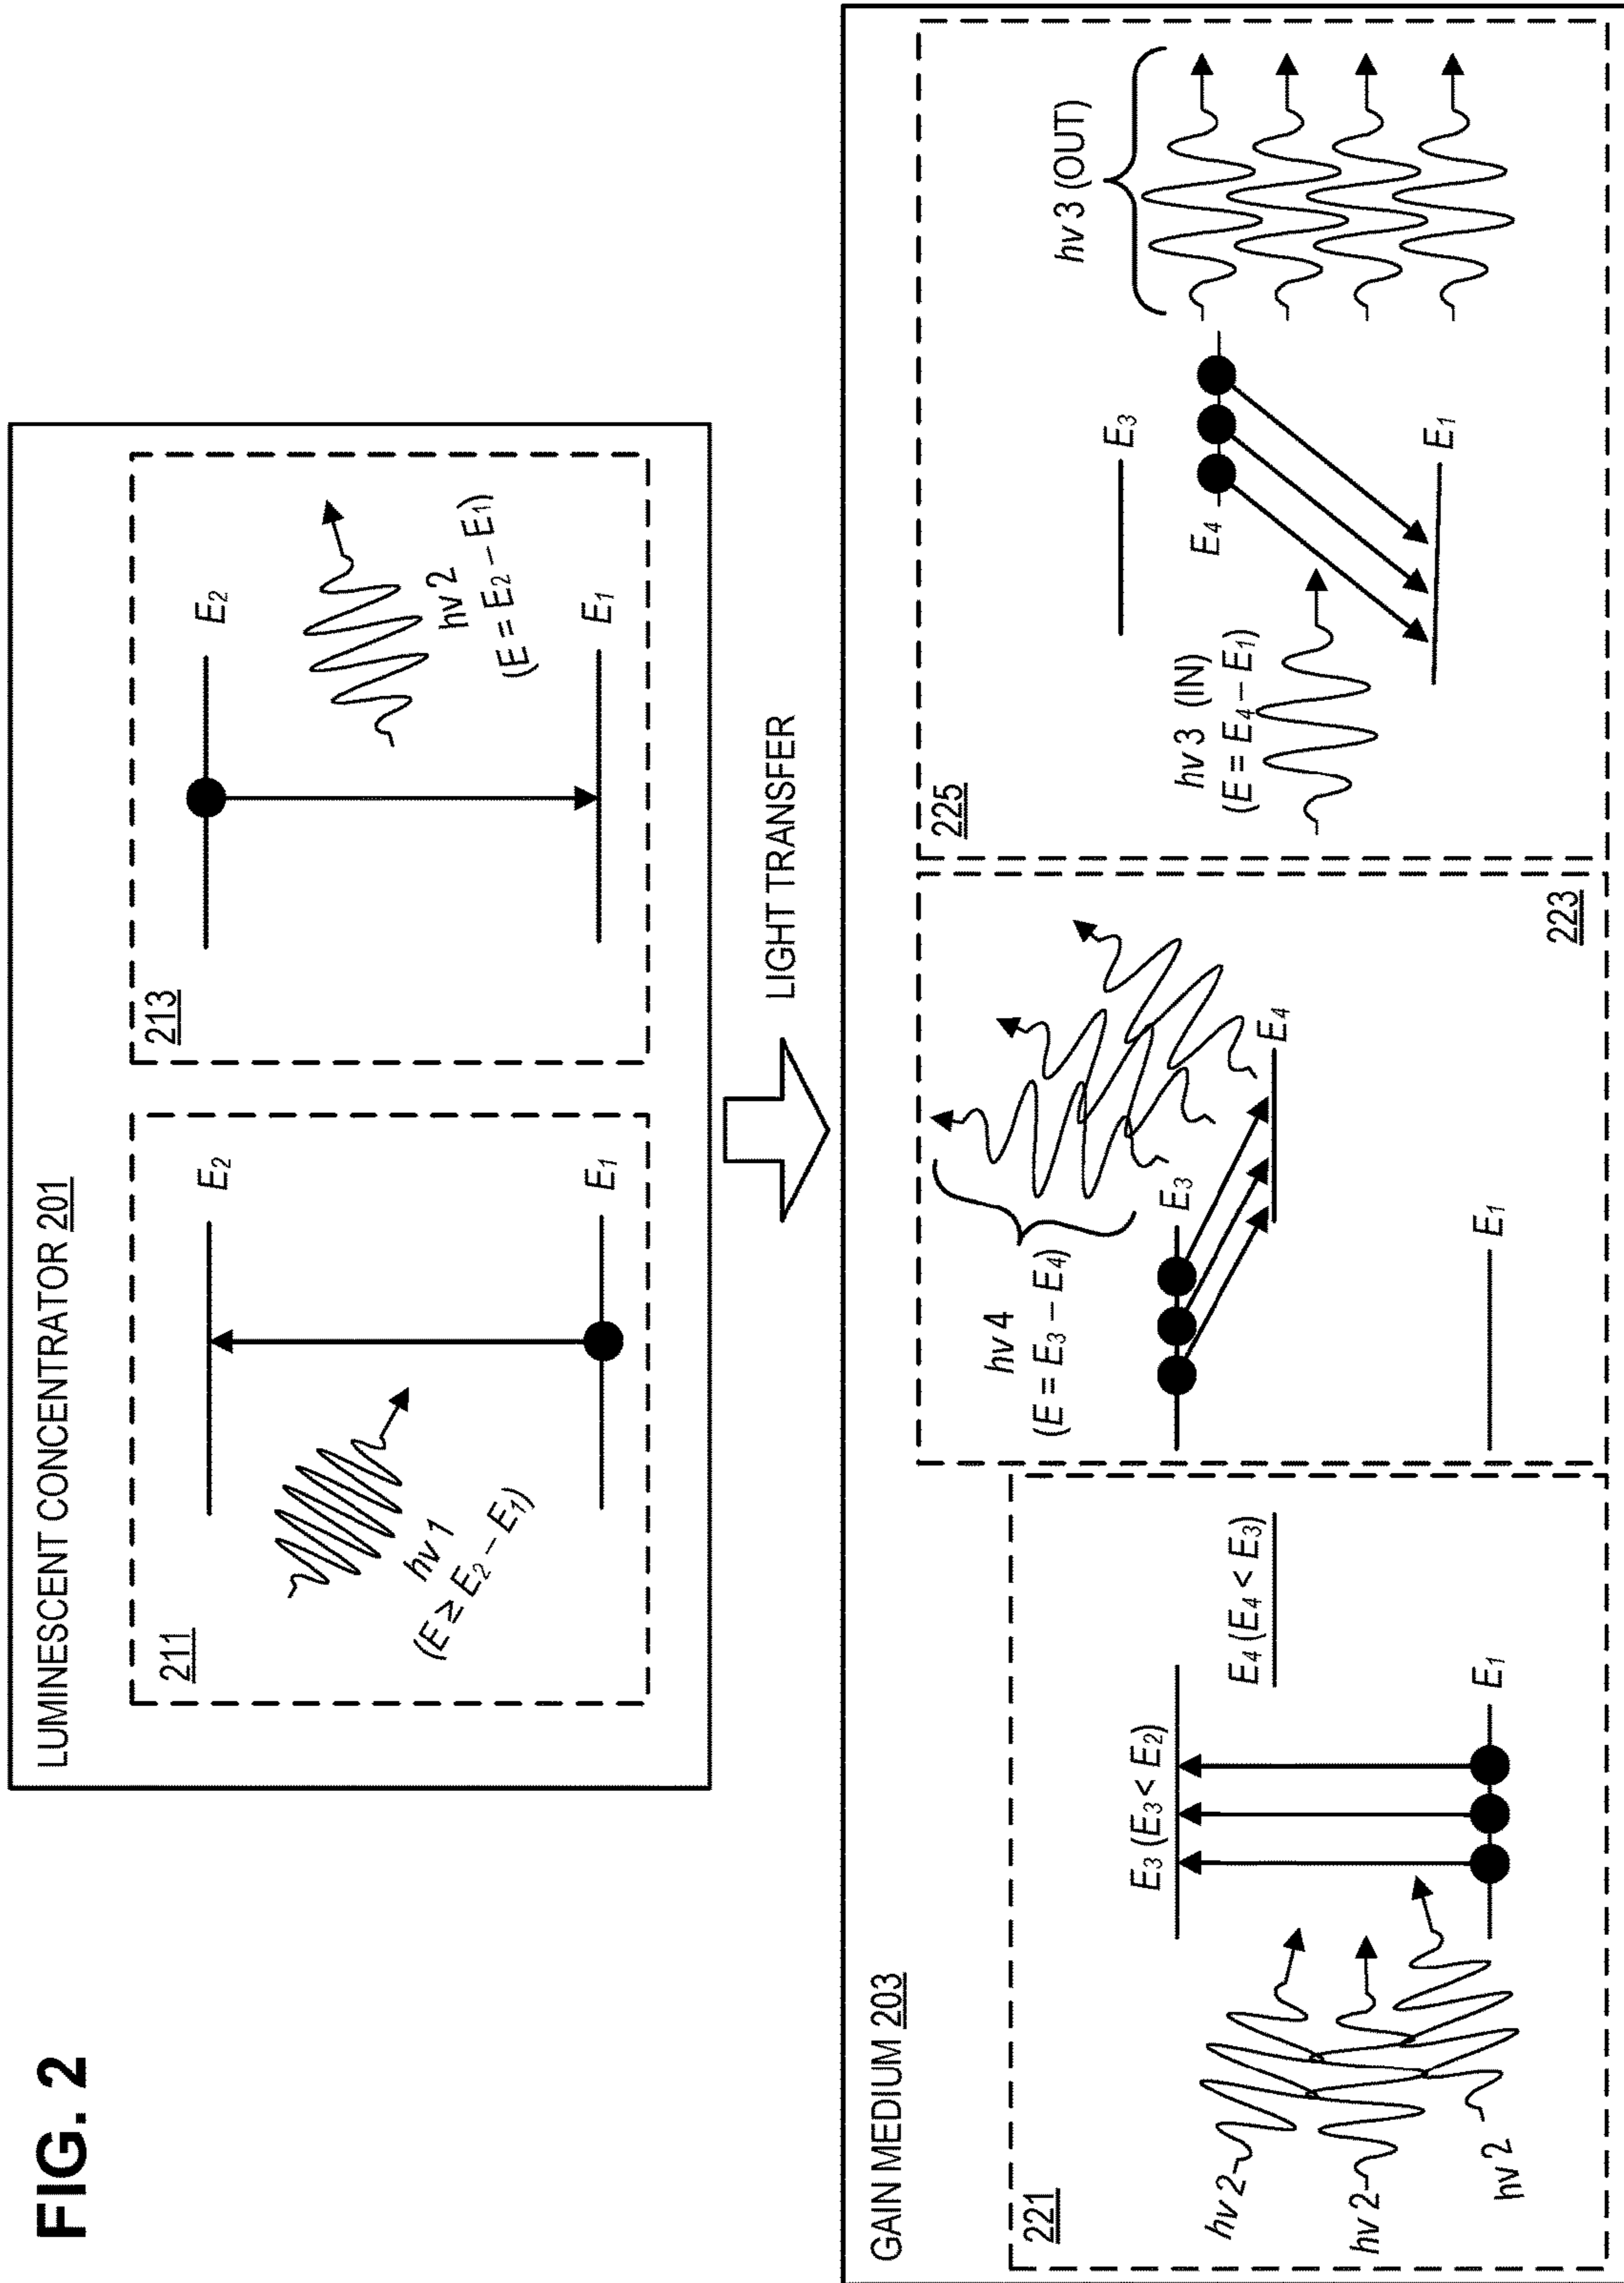 FIG. 2
LUMINESCENT CONCENTRATOR 201
211
hν 1
(E ≥ E₂ – E₁)
E₂
E₁
213
E₂
hν 2
(E = E₂ – E₁)
E₁
LIGHT TRANSFER
GAIN MEDIUM 203
221
hν 2
hν 2
hν 2
E₃ (E₃ < E₂)
E₄ (E₄ < E₃)
E₁
hν 4
(E = E₃ – E₄)
E₃
E₄
E₁
223
225
hν 3 (IN)
(E = E₄ – E₁)
E₃
E₄
E₁
hν 3 (OUT)